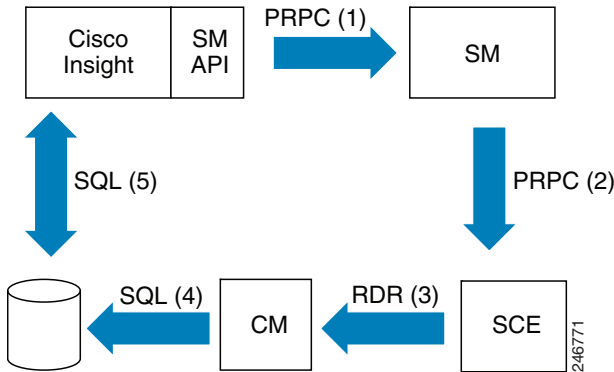 PRPC (1)
Cisco
Insight
SM
API
SM
SQL (5)
PRPC (2)
SQL (4)
RDR (3)
CM
SCE
246771